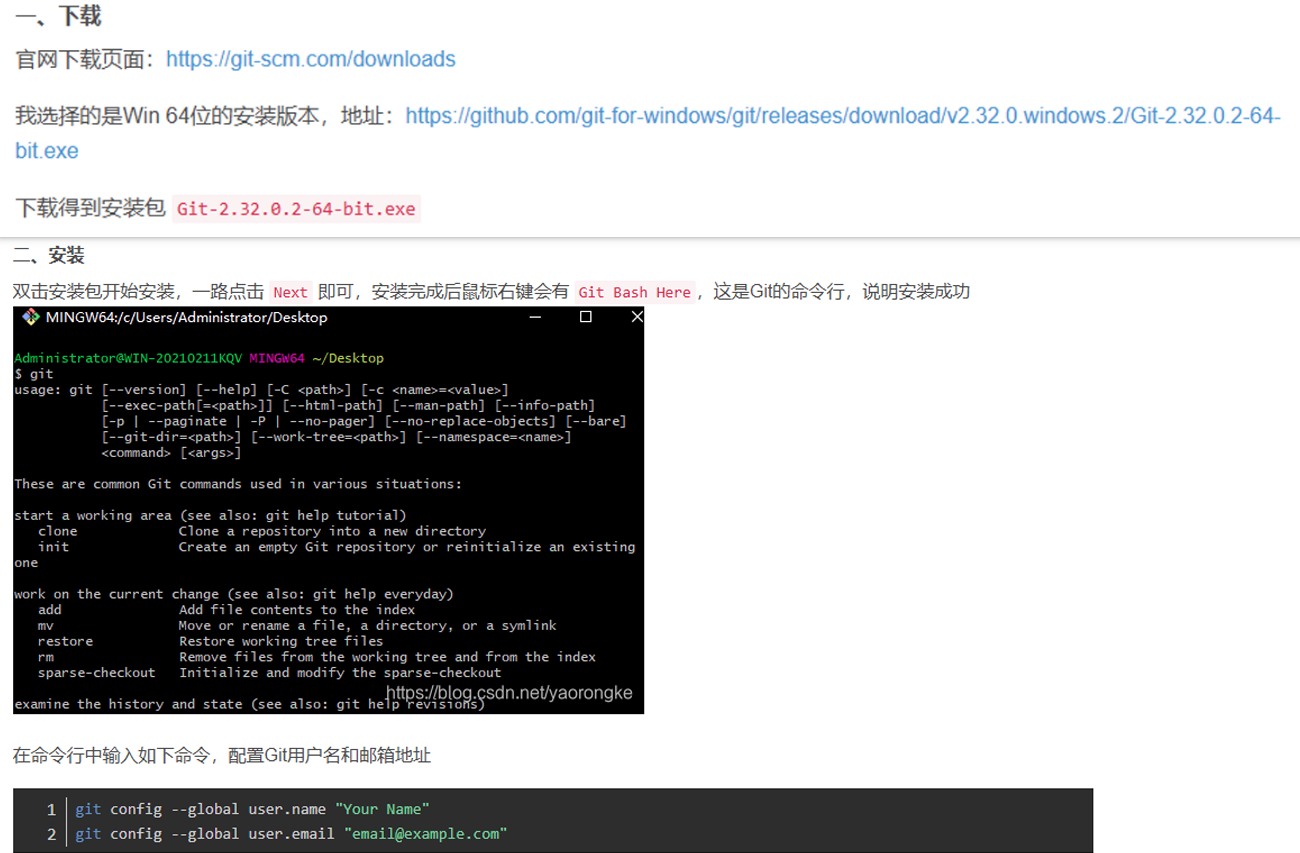 一、下载
官网下载页面：https://git-scm.com/downloads
我选择的是Win 64位的安装版本，地址：https://github.com/git-for-windows/git/releases/download/v2.32.0.windows.2/Git-2.32.0.2-64-
bit.exe
下载得到安装包 Git-2.32.0.2-64-bit.exe
二、安装
双击安装包开始安装，一路点击 Next 即可，安装完成后鼠标右键会有 Git Bash Here ，这是Git的命令行，说明安装成功
MINGW64:/c/Users/Administrator/Desktop
Administrator@WIN-20210211KQV MINGW64 ~/Desktop
$ git
usage: git [--version] [--help] [-C <path>] [-c <name>=<value>]
[--exec-path[=<path>]] [--html-path] [--man-path] [--info-path]
[-p | --paginate | -P | --no-pager] [--no-replace-objects] [--bare]
[--git-dir=<path>] [--work-tree=<path>] [--namespace=<name>]
<command> [<args>]
These are common Git commands used in various situations:
start a working area (see also: git help tutorial)
clone Clone a repository into a new directory
init Create an empty Git repository or reinitialize an existing
one
work on the current change (see also: git help everyday)
add Add file contents to the index
mv Move or rename a file, a directory, or a symlink
restore Restore working tree files
rm Remove files from the working tree and from the index
sparse-checkout Initialize and modify the sparse-checkout
https://blog.csdn.net/yaorongke
examine the history and state (see also: git help revisions)
在命令行中输入如下命令，配置Git用户名和邮箱地址
1 git config --global user.name "Your Name"
2 git config --global user.email "email@example.com"